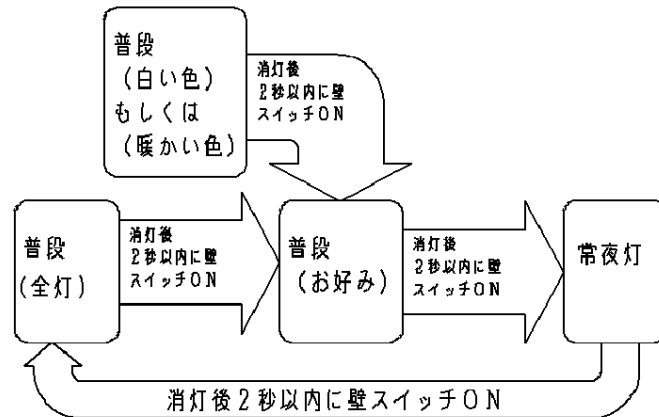 普段
(白い色)
もしくは
(暖かい色)
消灯後
2秒以内に壁
スイッチON
普段
(全灯)
消灯後
2秒以内に壁
スイッチON
普段
(お好み)
消灯後
2秒以内に壁
スイッチON
常夜灯
消灯後2秒以内に壁スイッチON